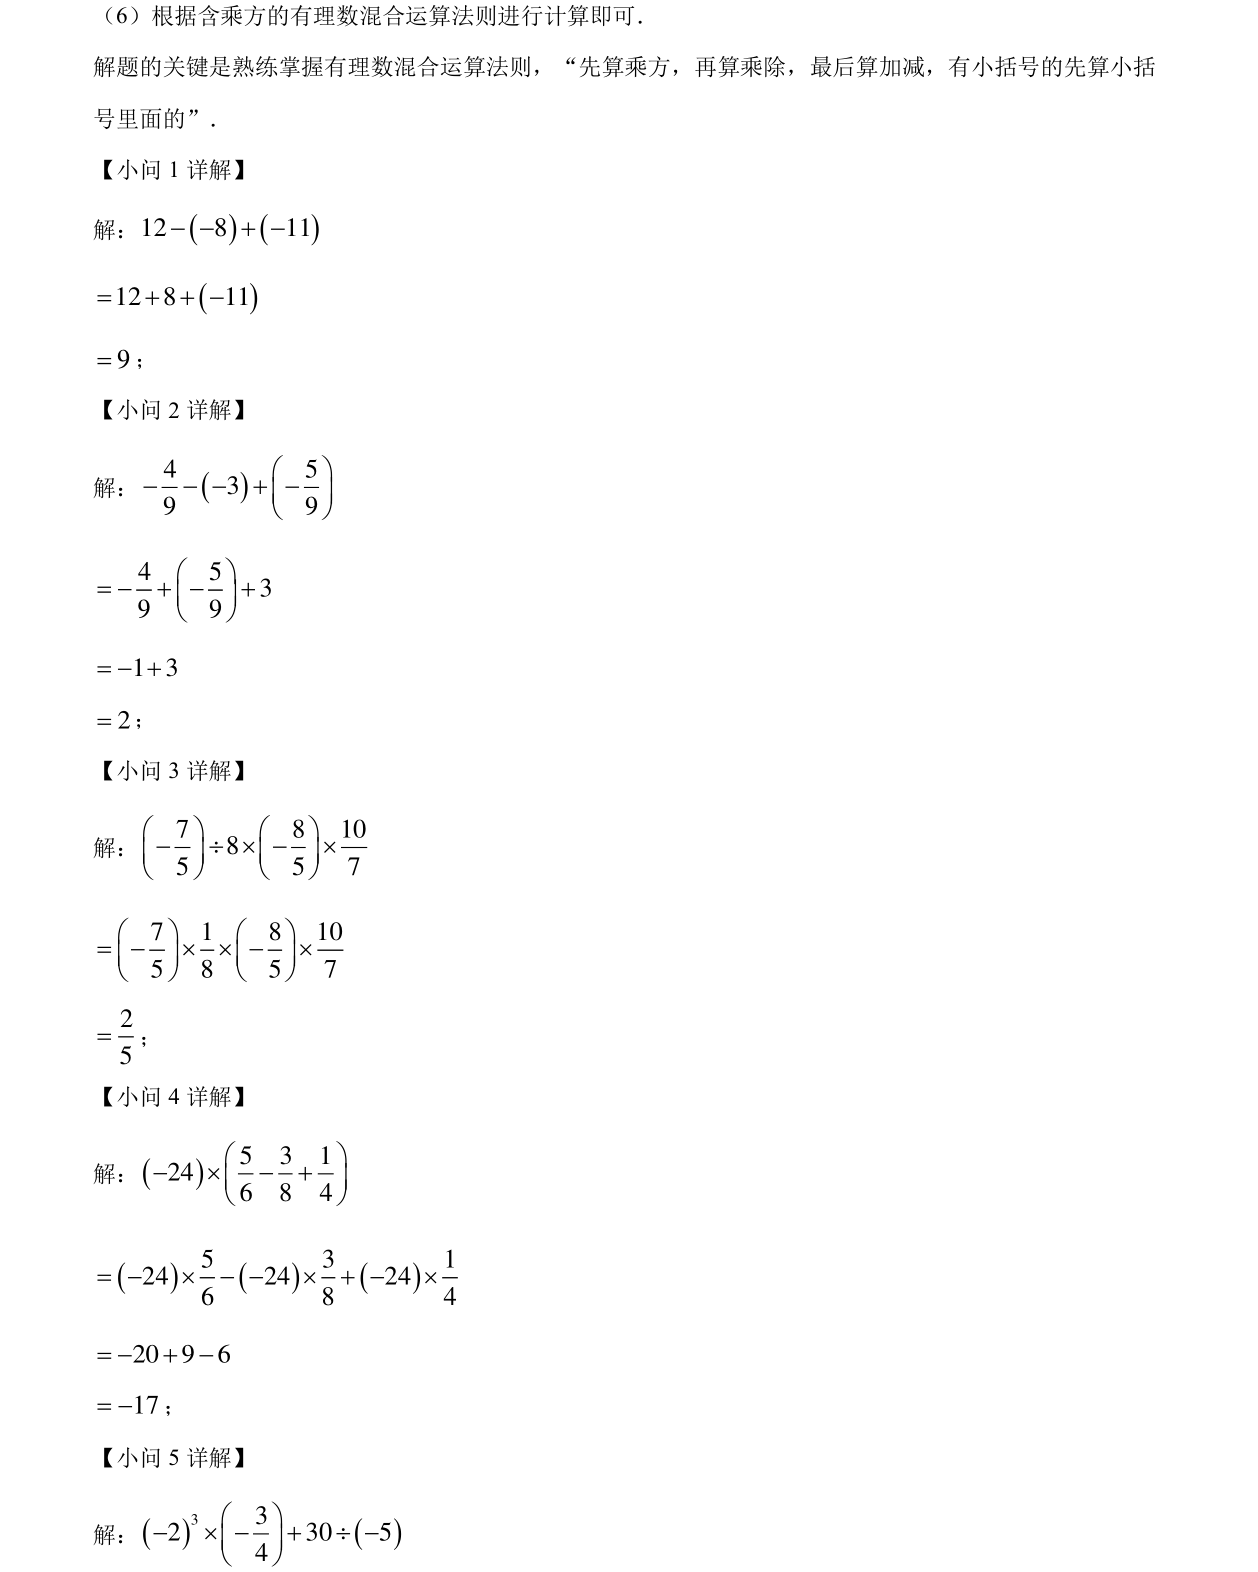 （6）根据含乘方的有理数混合运算法则进行计算即可．
解题的关键是熟练掌握有理数混合运算法则，“先算乘方，再算乘除，最后算加减，有小括号的先算小括
号里面的”．
【小问 1 详解】
解：12−(−8)+(−11)
=12+8+(−11)
=9；
【小问 2 详解】
解：−4/9−(−3)+(−5/9)
=−4/9+(−5/9)+3
=−1+3
=2；
【小问 3 详解】
解：(−7/5)÷8×(−8/5)×10/7
=(−7/5)×1/8×(−8/5)×10/7
=2/5；
【小问 4 详解】
解：(−24)×(5/6−3/8+1/4)
=(−24)×5/6−(−24)×3/8+(−24)×1/4
=−20+9−6
=−17；
【小问 5 详解】
解：(−2)³×(−3/4)+30÷(−5)